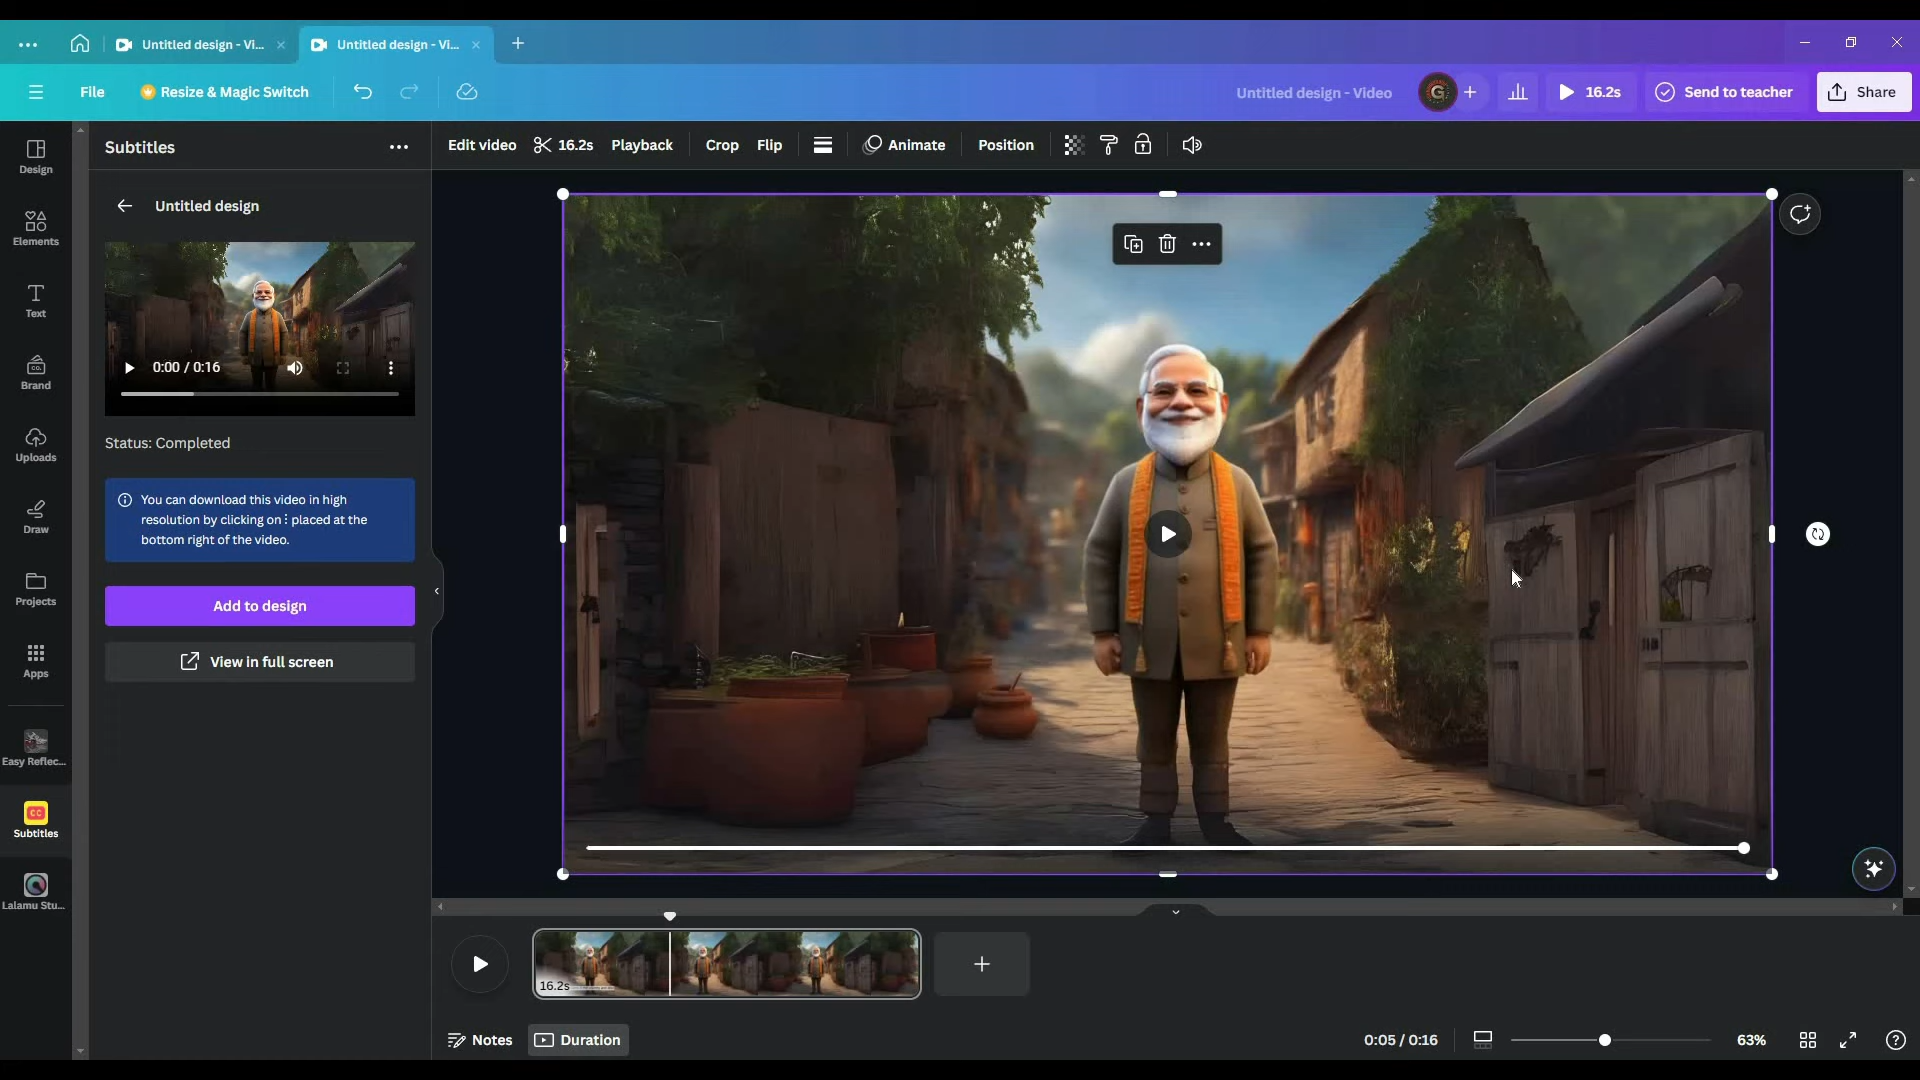 Untitled design - Vi...
Untitled design - Vi...
File
Resize & Magic Switch
Untitled design - Video
16.2s
Send to teacher
Share
Design
Elements
Text
Brand
Uploads
Draw
Projects
Apps
Easy Reflec...
Subtitles
Lalamu Stu...
Subtitles
Untitled design
0:00 / 0:16
Status: Completed
You can download this video in high
resolution by clicking on ⋮ placed at the
bottom right of the video.
Add to design
View in full screen
Edit video
16.2s
Playback
Crop
Flip
Animate
Position
16.2s
Notes
Duration
0:05 / 0:16
63%